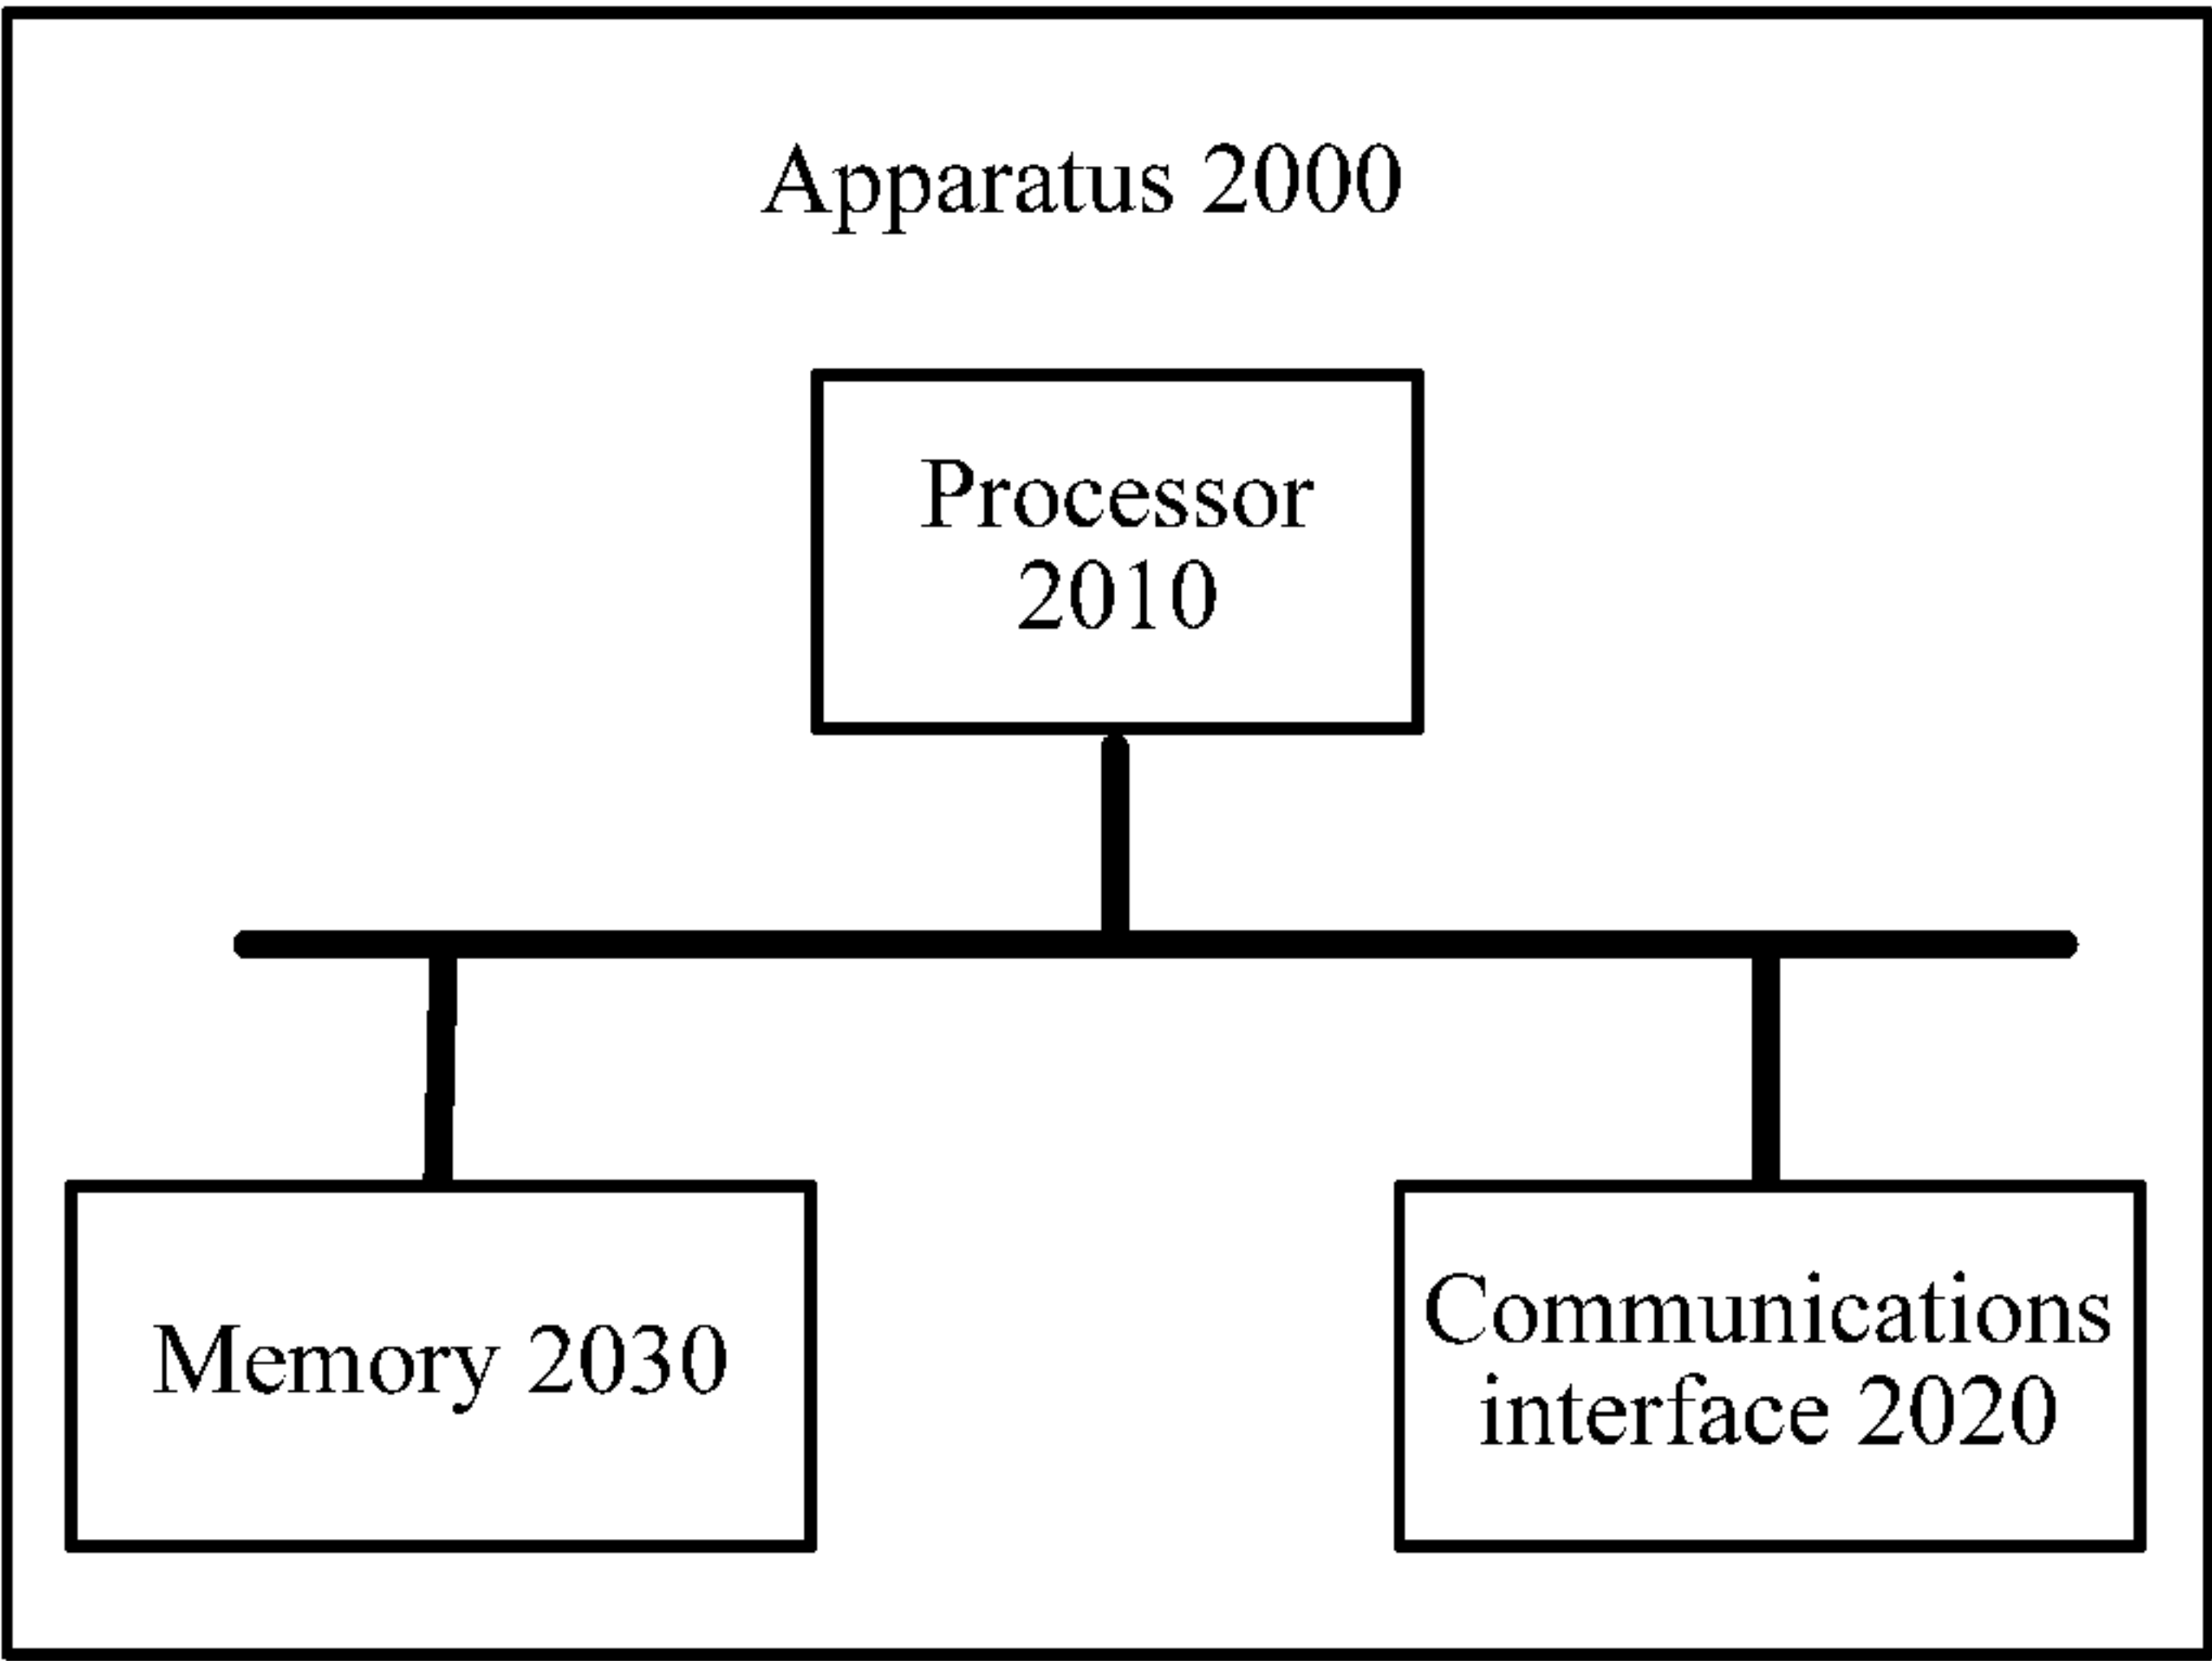 Apparatus 2000
Processor
2010
Memory 2030
Communications
interface 2020